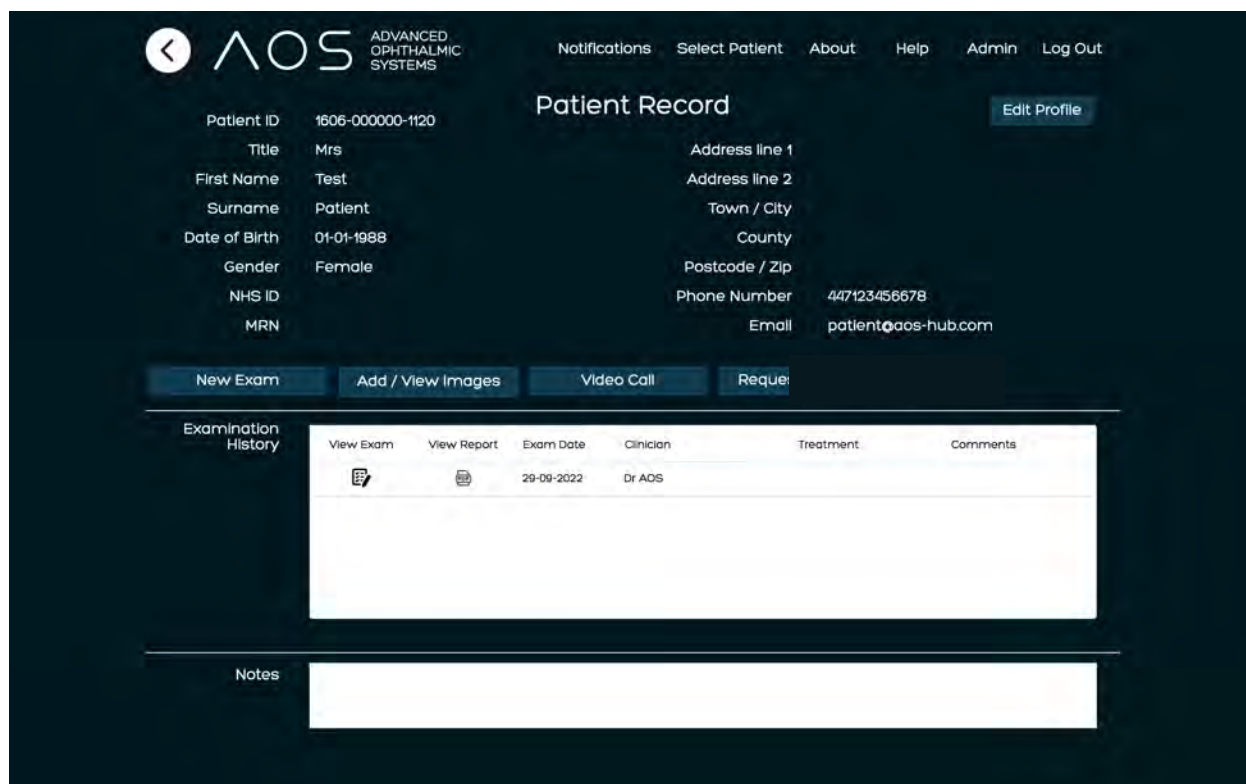 AOS ADVANCED OPHTHALMIC SYSTEMS
Notifications Select Patient About Help Admin Log Out
Patient Record
Edit Profile
Patient ID 1606-000000-1120
Title Mrs
First Name Test
Surname Patient
Date of Birth 01-01-1988
Gender Female
NHS ID
MRN
Address line 1
Address line 2
Town / City
County
Postcode / Zip
Phone Number 447123456678
Email patient@aos-hub.com
New Exam Add / View Images Video Call
Examination History
View Exam View Report Exam Date Clinician Treatment Comments
29-09-2022 Dr AOS
Notes